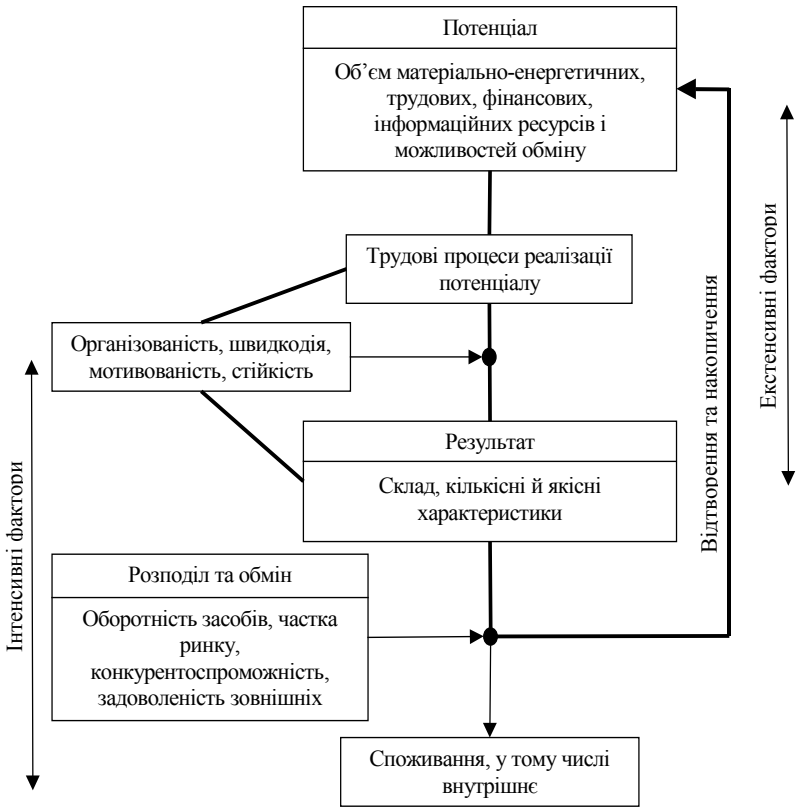 Потенціал
Об’єм матеріально-енергетичних,
трудових, фінансових,
інформаційних ресурсів і
можливостей обміну
Трудові процеси реалізації
потенціалу
Організованість, швидкодія,
мотивованість, стійкість
Результат
Склад, кількісні й якісні
характеристики
Розподіл та обмін
Оборотність засобів, частка
ринку,
конкурентоспроможність,
задоволеність зовнішніх
Споживання, у тому числі
внутрішнє
Інтенсивні фактори
Відтворення та накопичення
Екстенсивні фактори